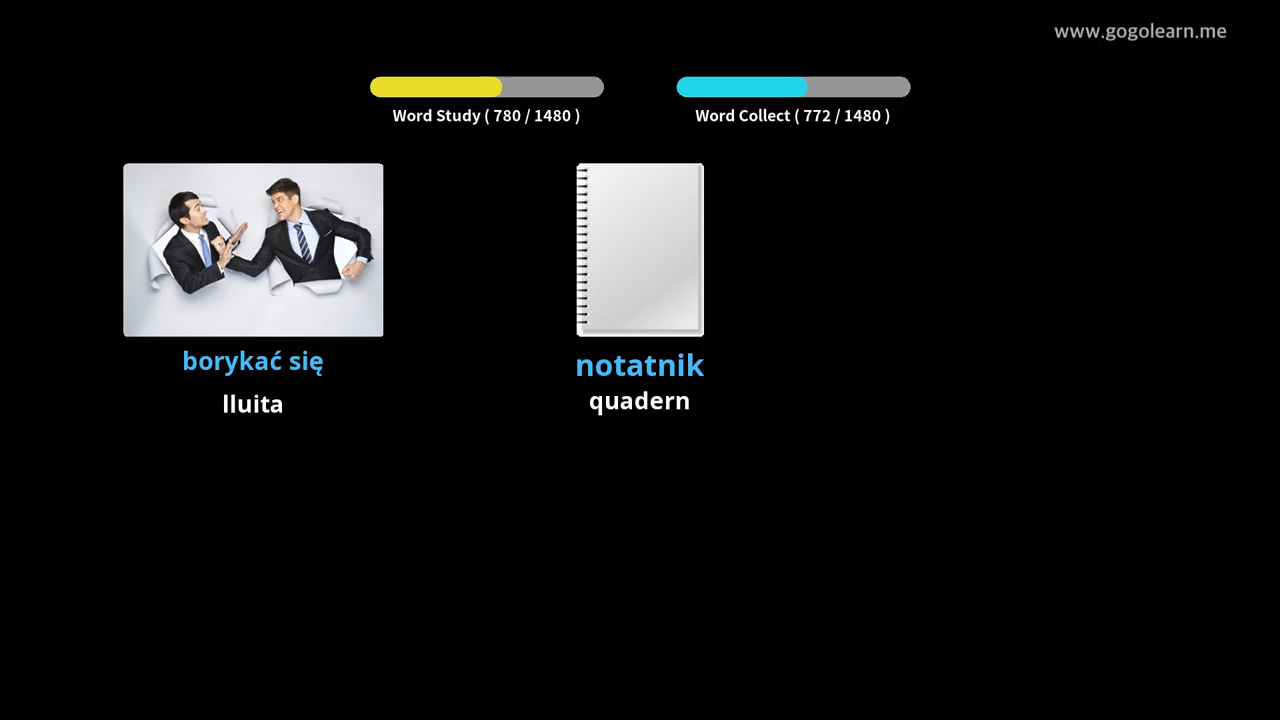 www.gogolearn.me
Word Study ( 780 / 1480 )
Word Collect ( 772 / 1480 )
borykać się
lluita
notatnik
quadern